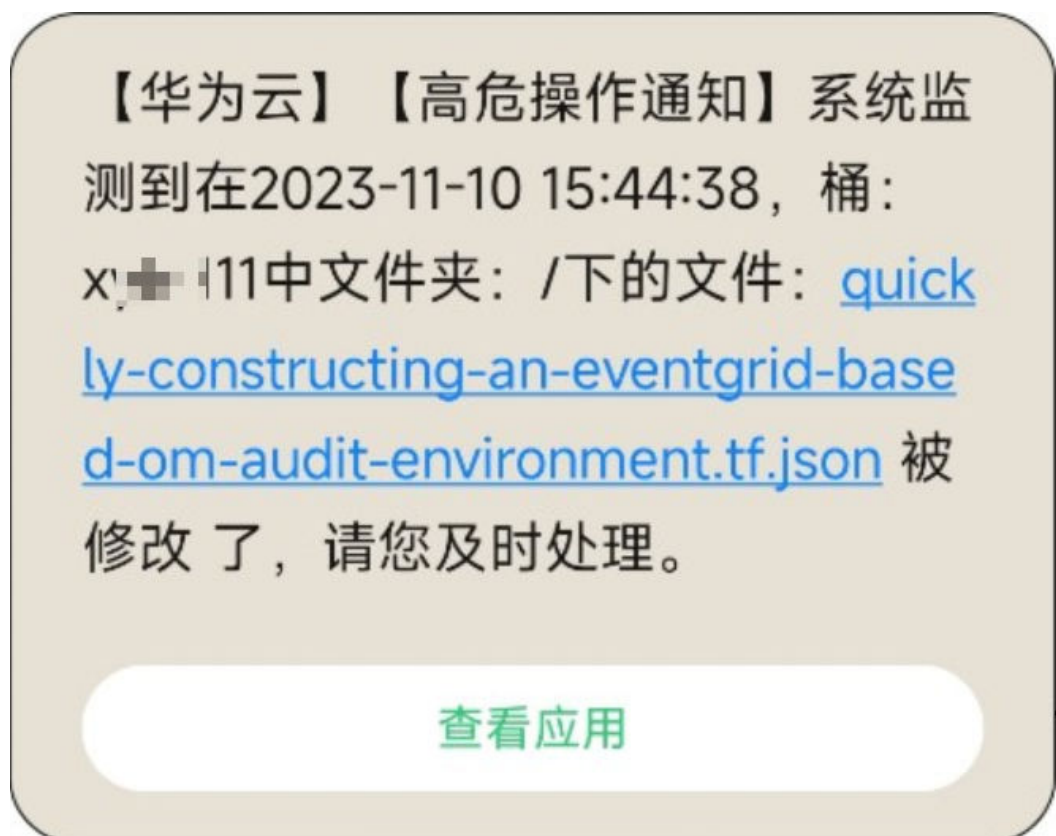 【华为云】【高危操作通知】系统监
测到在2023-11-10 15:44:38，桶：
11中文件夹：/下的文件：quick
ly-constructing-an-eventgrid-base
d-om-audit-environment.tf.json 被
修改 了，请您及时处理。
查看应用